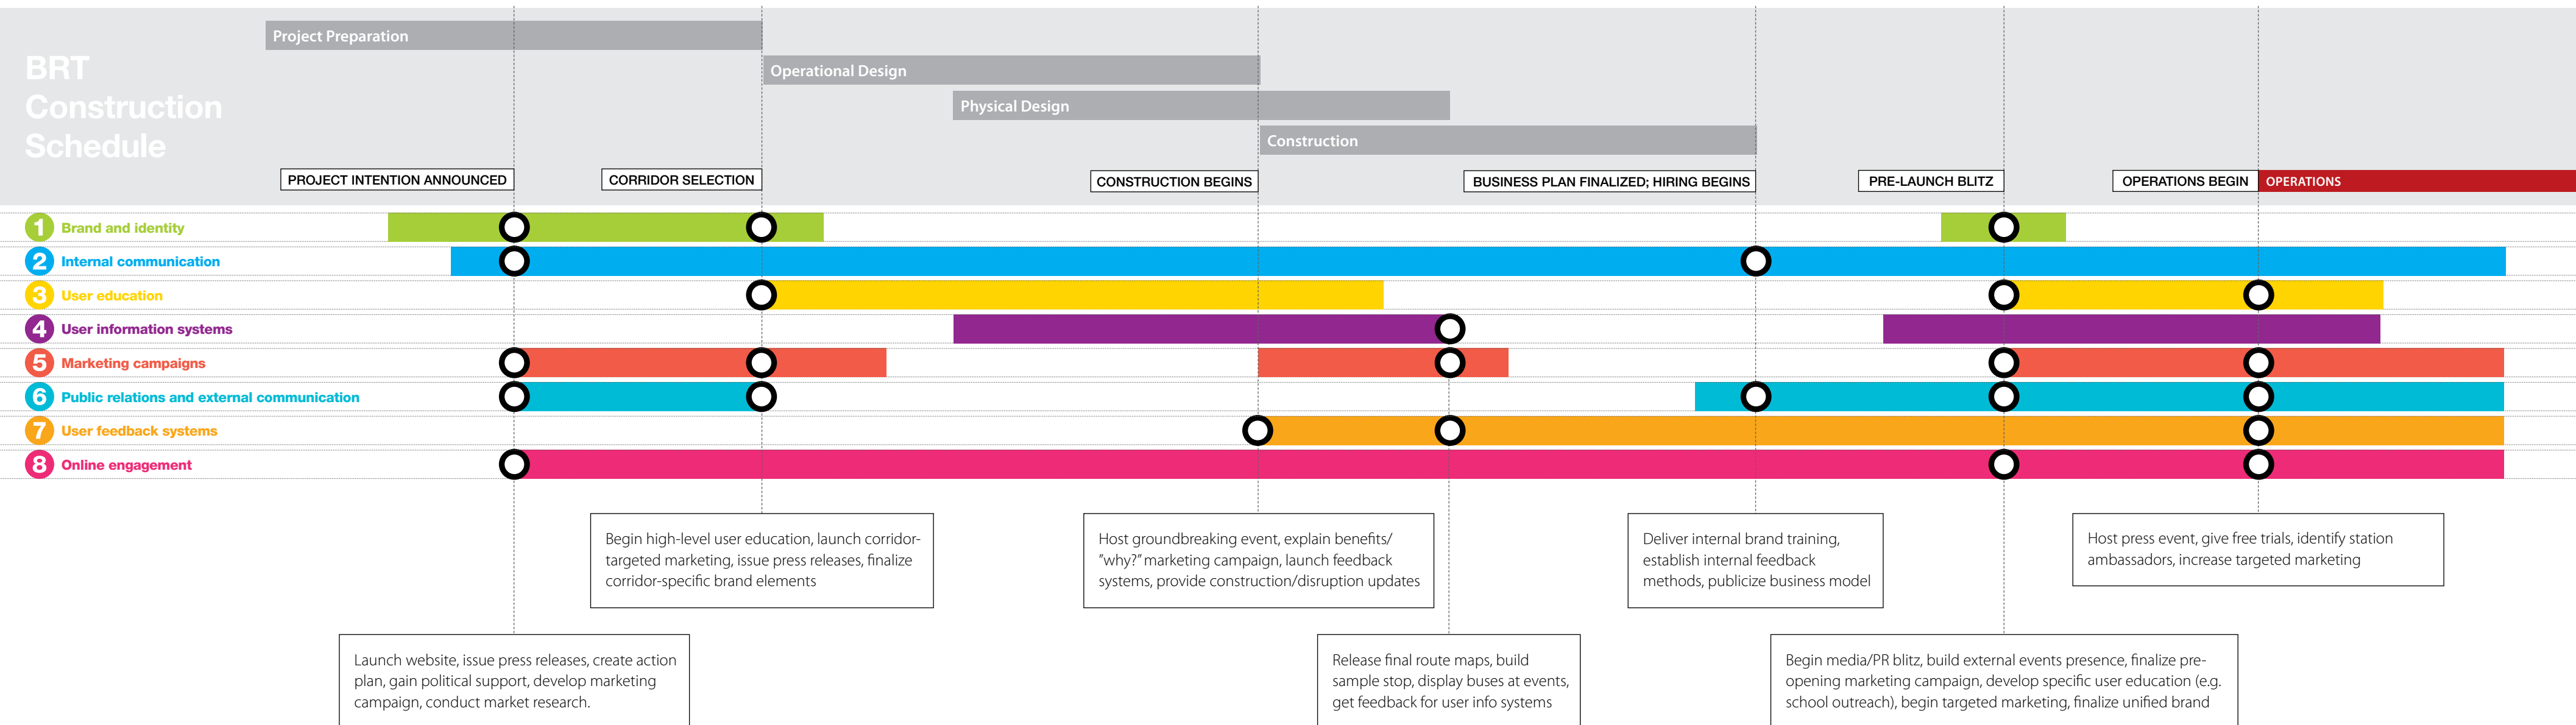 Project Preparation
BRT
Construction
Schedule
Operational Design
Physical Design
Construction
PROJECT INTENTION ANNOUNCED
CORRIDOR SELECTION
CONSTRUCTION BEGINS
BUSINESS PLAN FINALIZED; HIRING BEGINS
PRE-LAUNCH BLITZ
OPERATIONS BEGIN
OPERATIONS
1 Brand and identity
2 Internal communication
3 User education
4 User information systems
5 Marketing campaigns
6 Public relations and external communication
7 User feedback systems
8 Online engagement
Begin high-level user education, launch corridor-
targeted marketing, issue press releases, finalize
corridor-specific brand elements
Host groundbreaking event, explain benefits/
“why?” marketing campaign, launch feedback
systems, provide construction/disruption updates
Deliver internal brand training,
establish internal feedback
methods, publicize business model
Host press event, give free trials, identify station
ambassadors, increase targeted marketing
Launch website, issue press releases, create action
plan, gain political support, develop marketing
campaign, conduct market research.
Release final route maps, build
sample stop, display buses at events,
get feedback for user info systems
Begin media/PR blitz, build external events presence, finalize pre-
opening marketing campaign, develop specific user education (e.g.
school outreach), begin targeted marketing, finalize unified brand